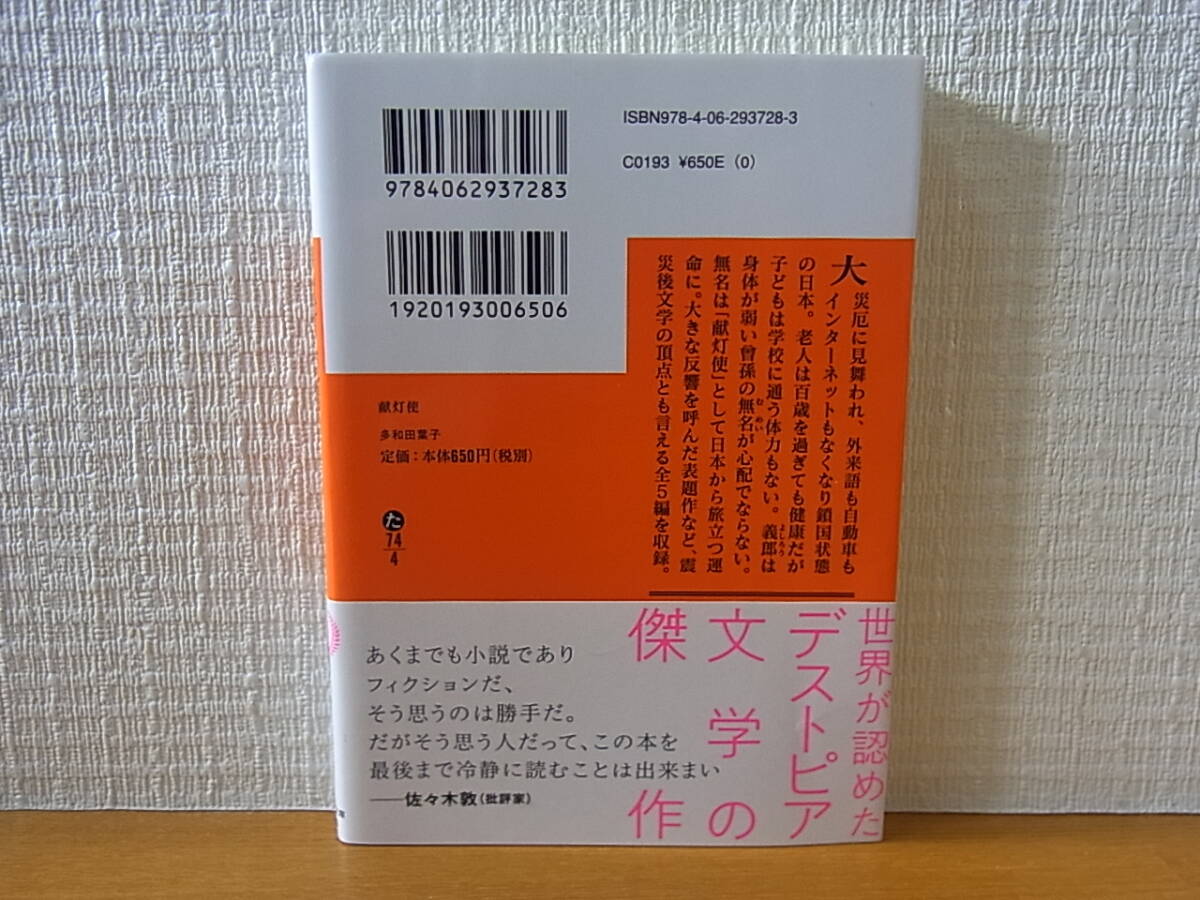 ISBN978-4-06-293728-3
C0193 ¥650E (0)
9784062937283
1920193006506
大災厄に見舞われ、外来語も自動車も
インターネットもなくなり鎖国状態
の日本。老人は百歳を過ぎても健康だが
子どもは学校に通う体力もない。義郎は
よしろう
身体が弱い曾孫の無名が心配でならない。
むめい
無名は「献灯使」として日本から旅立つ運
命に。大きな反響を呼んだ表題作など、震
災後文学の頂点とも言える全5編を収録。
献灯使
多和田葉子
定価:本体650円(税別)
た
74
4
世界が認めた
デストピア
文学の
傑作
あくまでも小説であり
フィクションだ、
そう思うのは勝手だ。
だがそう思う人だって、この本を
最後まで冷静に読むことは出来まい
──佐々木敦(批評家)